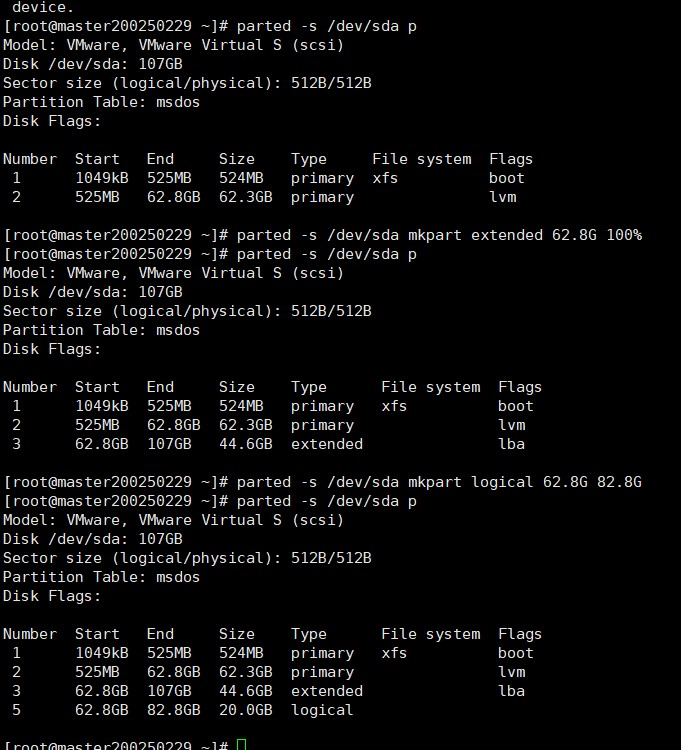 device.
[root@master200250229 ~]# parted -s /dev/sda p
Model: VMware, VMware Virtual S (scsi)
Disk /dev/sda: 107GB
Sector size (logical/physical): 512B/512B
Partition Table: msdos
Disk Flags:

Number  Start   End     Size    Type      File system  Flags
 1      1049kB  525MB   524MB   primary  xfs          boot
 2      525MB   62.8GB  62.3GB  primary               lvm

[root@master200250229 ~]# parted -s /dev/sda mkpart extended 62.8G 100%
[root@master200250229 ~]# parted -s /dev/sda p
Model: VMware, VMware Virtual S (scsi)
Disk /dev/sda: 107GB
Sector size (logical/physical): 512B/512B
Partition Table: msdos
Disk Flags:

Number  Start   End     Size    Type      File system  Flags
 1      1049kB  525MB   524MB   primary   xfs          boot
 2      525MB   62.8GB  62.3GB  primary                lvm
 3      62.8GB  107GB   44.6GB  extended               lba

[root@master200250229 ~]# parted -s /dev/sda mkpart logical 62.8G 82.8G
[root@master200250229 ~]# parted -s /dev/sda p
Model: VMware, VMware Virtual S (scsi)
Disk /dev/sda: 107GB
Sector size (logical/physical): 512B/512B
Partition Table: msdos
Disk Flags:

Number  Start   End     Size    Type      File system  Flags
 1      1049kB  525MB   524MB   primary   xfs          boot
 2      525MB   62.8GB  62.3GB  primary                lvm
 3      62.8GB  107GB   44.6GB  extended               lba
 5      62.8GB  82.8GB  20.0GB  logical

[root@master200250229 ~]#